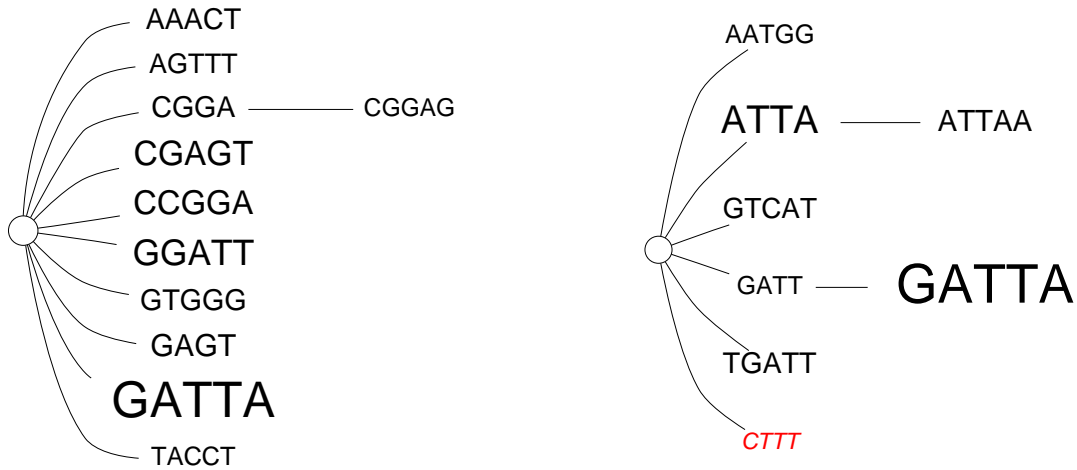 AAACT
AGTTT
CGGA CGGAG
CGAGT
CCGGA
GGATT
GTGGG
GAGT
GATTA
TACCT
AATGG
ATTA ATTAA
GTCAT
GATT GATTA
TGATT
CTTT